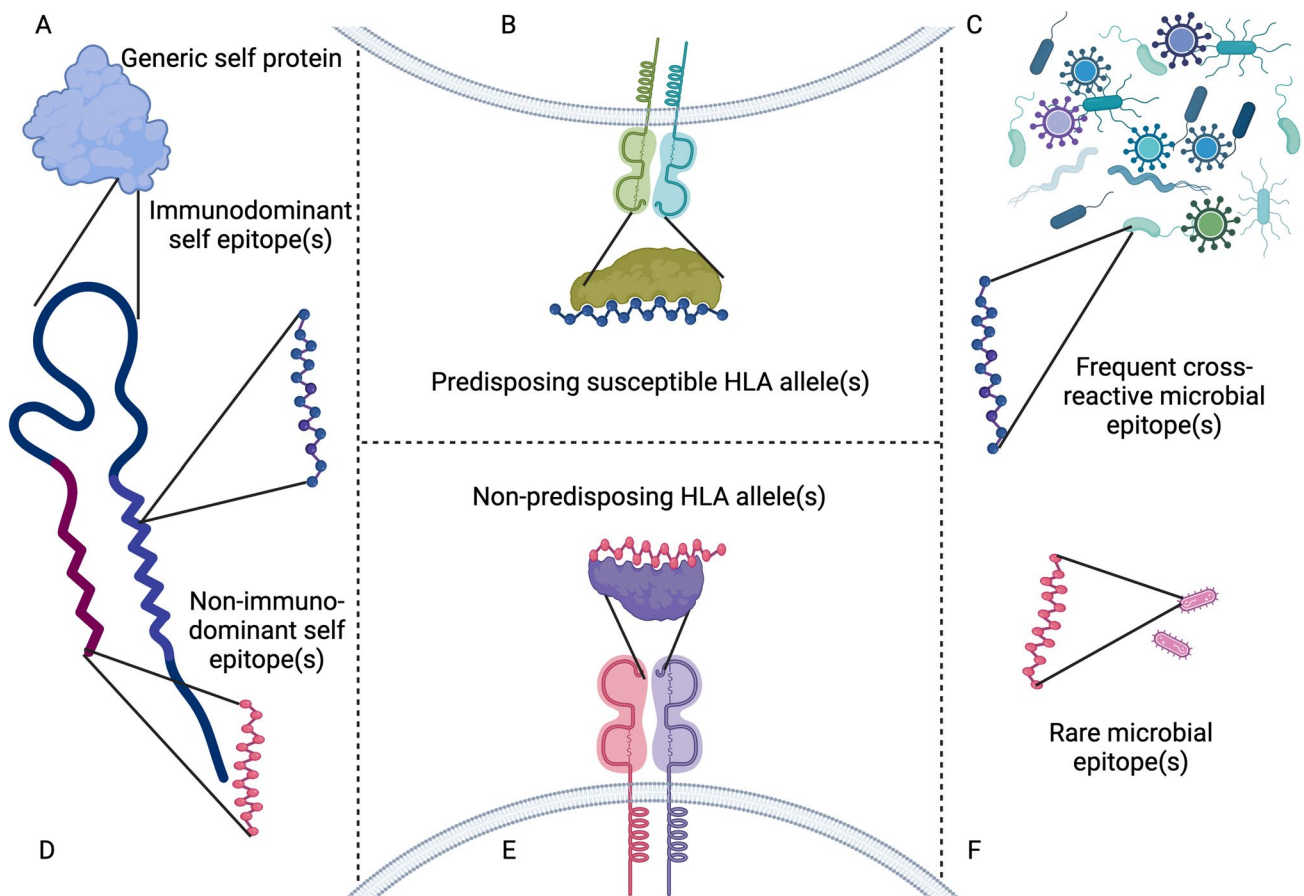 A
Generic self protein
Immunodominant
self epitope(s)
Non-immuno-
dominant self
epitope(s)
D
B
Predisposing susceptible HLA allele(s)
Non-predisposing HLA allele(s)
E
C
Frequent cross-
reactive microbial
epitope(s)
Rare microbial
epitope(s)
F